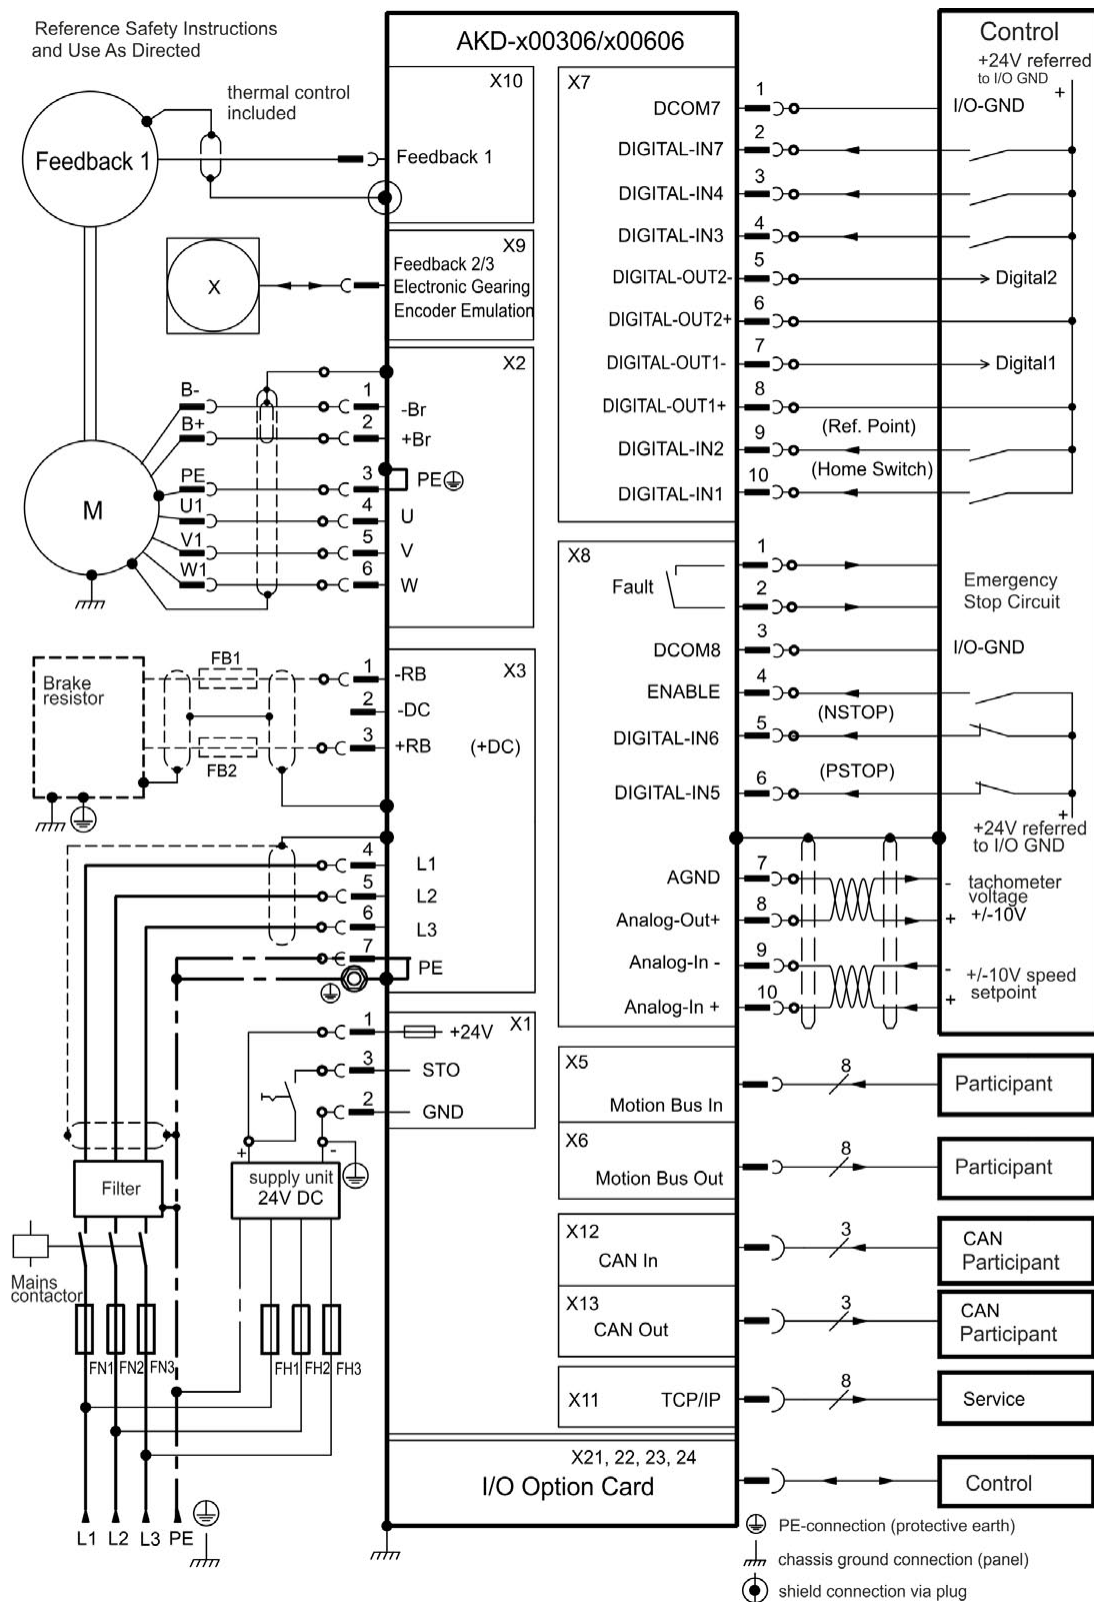 Reference Safety Instructions
and Use As Directed
AKD-x00306/x00606
Control
+24V referred
to I/O GND
+
thermal control
included
Feedback 1
X10
Feedback 1
X
X9
Feedback 2/3
Electronic Gearing
Encoder Emulation
X2
B-
1
-Br
B+
2
+Br
PE
3
PE
U1
4
U
V1
5
V
W1
6
W
M
X7
DCOM7
1
I/O-GND
DIGITAL-IN7
2
DIGITAL-IN4
3
DIGITAL-IN3
4
DIGITAL-OUT2-
5
Digital2
DIGITAL-OUT2+
6
DIGITAL-OUT1-
7
Digital1
DIGITAL-OUT1+
8
(Ref. Point)
DIGITAL-IN2
9
(Home Switch)
DIGITAL-IN1
10
X8
Fault
1
2
Emergency
Stop Circuit
DCOM8
3
I/O-GND
ENABLE
4
(NSTOP)
DIGITAL-IN6
5
(PSTOP)
DIGITAL-IN5
6
+
+24V referred
to I/O GND
AGND
7
-
tachometer
voltage
+/-10V
Analog-Out+
8
+
Analog-In -
9
-
+/-10V speed
setpoint
Analog-In +
10
+
Brake
resistor
FB1
FB2
X3
1
-RB
2
-DC
3
+RB
(+DC)
4
L1
5
L2
6
L3
7
PE
X1
1
+24V
3
STO
2
GND
+
-
supply unit
24V DC
Filter
Mains
contactor
FN1
FN2
FN3
FH1
FH2
FH3
L1
L2
L3
PE
X5
Motion Bus In
8
Participant
X6
Motion Bus Out
8
Participant
X12
CAN In
3
CAN
Participant
X13
CAN Out
3
CAN
Participant
X11
TCP/IP
8
Service
X21, 22, 23, 24
I/O Option Card
Control
PE-connection (protective earth)
chassis ground connection (panel)
shield connection via plug